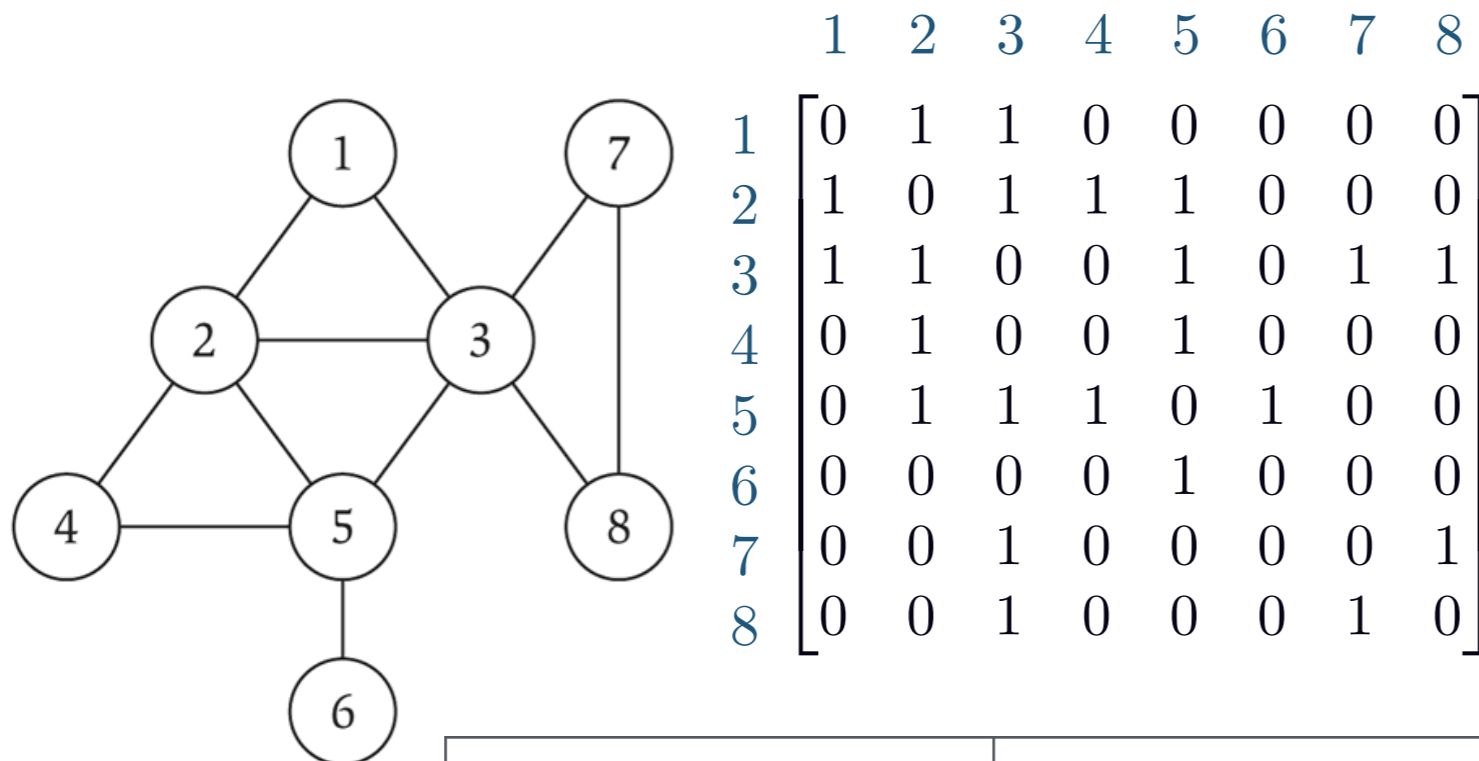 1 2 3 4 5 6 7 8
1 0 1 1 0 0 0 0 0
2 1 0 1 1 1 0 0 0
3 1 1 0 0 1 0 1 1
4 0 1 0 0 1 0 0 0
5 0 1 1 1 0 1 0 0
6 0 0 0 0 1 0 0 0
7 0 0 1 0 0 0 0 1
8 0 0 1 0 0 0 1 0
1 7
2 3
4 5 8
6